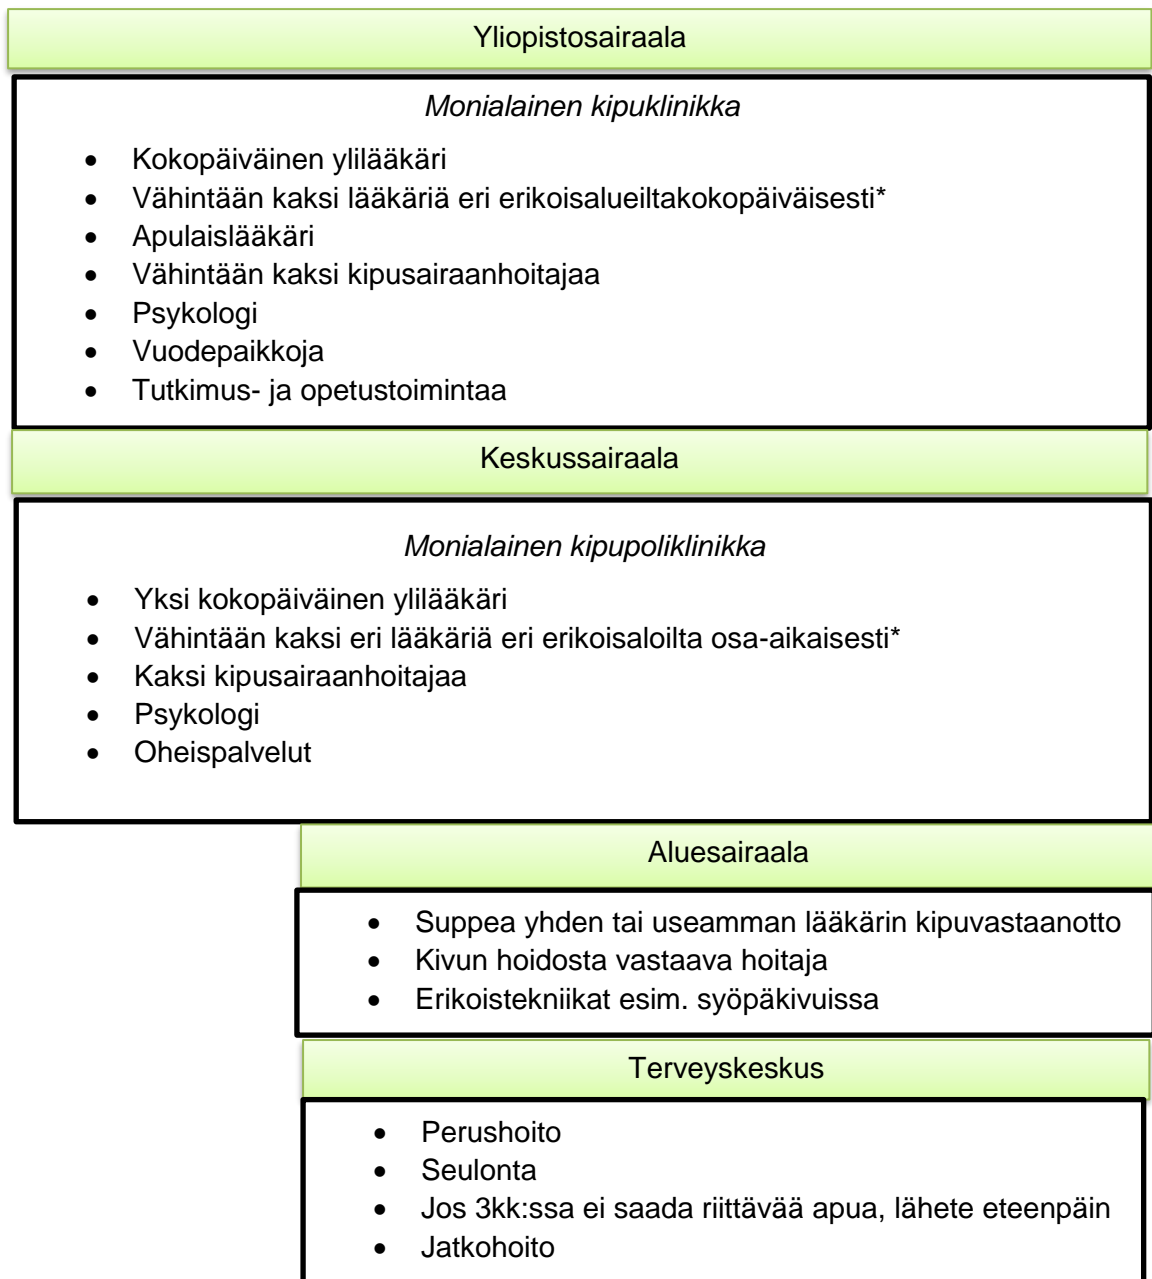 Yliopistosairaala
Monialainen kipuklinikka
• Kokopäiväinen ylilääkäri
• Vähintään kaksi lääkäriä eri erikoisalueiltakokopäiväisesti*
• Apulaislääkäri
• Vähintään kaksi kipusairaanhoitajaa
• Psykologi
• Vuodepaikkoja
• Tutkimus- ja opetustoimintaa
Keskussairaala
Monialainen kipupoliklinikka
• Yksi kokopäiväinen ylilääkäri
• Vähintään kaksi eri lääkäriä eri erikoisaloilta osa-aikaisesti*
• Kaksi kipusairaanhoitajaa
• Psykologi
• Oheispalvelut
Aluesairaala
• Suppea yhden tai useamman lääkärin kipuvastaanotto
• Kivun hoidosta vastaava hoitaja
• Erikoistekniikat esim. syöpäkivuissa
Terveyskeskus
• Perushoito
• Seulonta
• Jos 3kk:ssa ei saada riittävää apua, lähete eteenpäin
• Jatkohoito